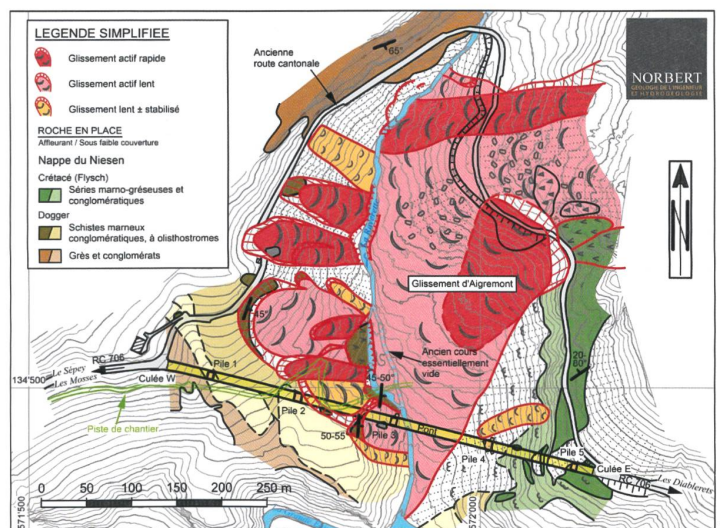 LEGENDE SIMPLIFIEE
Glissement actif rapide
Glissement actif lent
Glissement lent ± stabilisé
ROCHE EN PLACE
Affleurant / Sous faible couverture
Nappe du Niesen
Crétacé (Flysch)
Séries marno-gréseuses et
conglomératiques
Dogger
Schistes marneux
conglomératiques, à olisthostromes
Grès et conglomérats
Ancienne
route cantonale
65°
NORBERT
GÉOLOGIE DE L'INGÉNIEUR
ET HYDROGÉOLOGIE
N
Glissement d'Aigremont
45°
Ancien cours
essentiellement
vide
20-
60°
RC 706
Le Sépey
Les Mosses
134'500
Culée W
Pile 1
45-50°
Piste de chantier
Pile 2
50-55
Pile 3
Pont
Pile 4
Pile 5
Culée E
RC 706
Les Diablerets
0 50 100 150 200 250 m
571'500
572'000